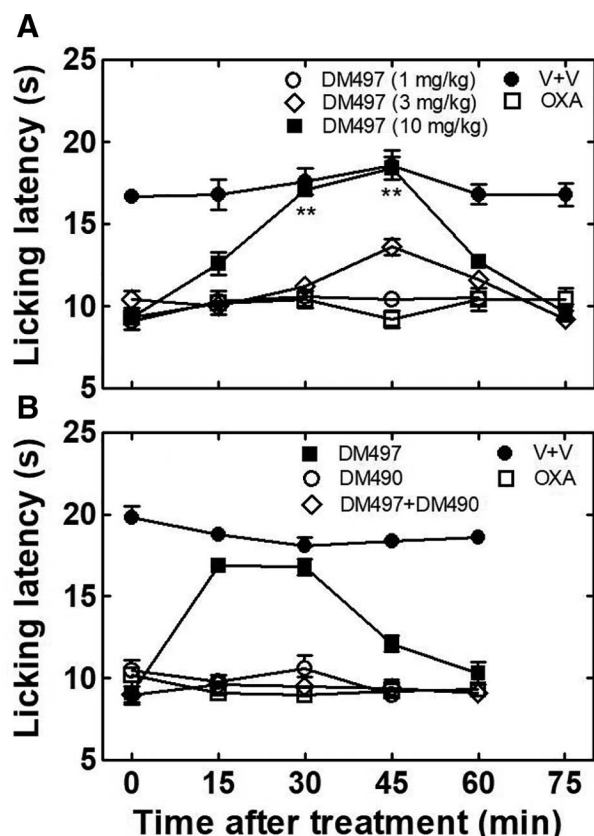 A
Licking latency (s)
25
20
15
10
5
DM497 (1 mg/kg)
DM497 (3 mg/kg)
DM497 (10 mg/kg)
V+V
OXA
**
**
B
Licking latency (s)
25
20
15
10
5
DM497
DM490
DM497+DM490
V+V
OXA
0 15 30 45 60 75
Time after treatment (min)